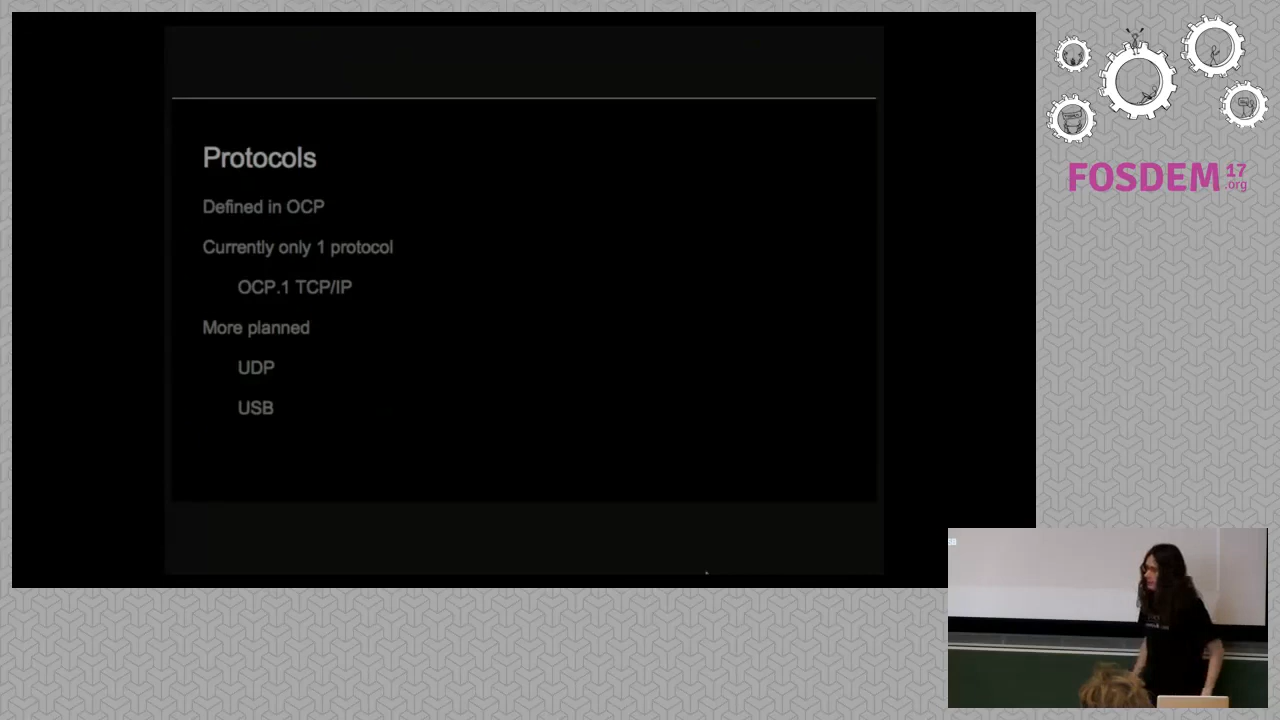 Protocols
Defined in OCP
Currently only 1 protocol
OCP.1 TCP/IP
More planned
UDP
USB
FOSDEM 17
.org